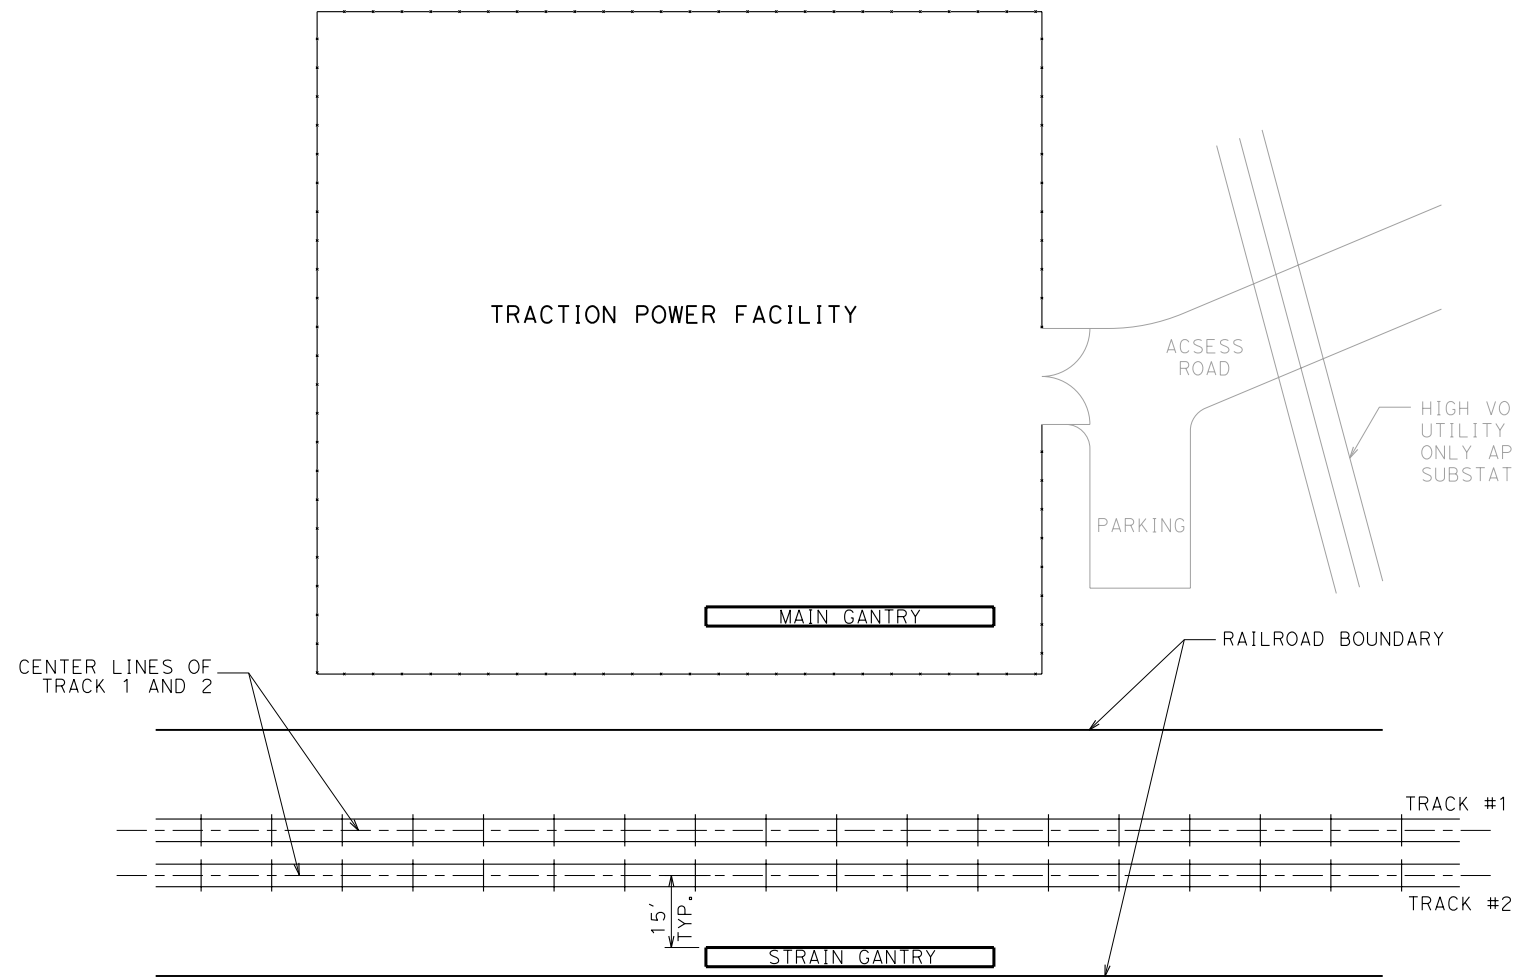 TRACTION POWER FACILITY
ACSESS
ROAD
HIGH VO
UTILITY
ONLY AP
SUBSTAT
PARKING
MAIN GANTRY
RAILROAD BOUNDARY
CENTER LINES OF
TRACK 1 AND 2
TRACK #1
TRACK #2
15'
TYP.
STRAIN GANTRY